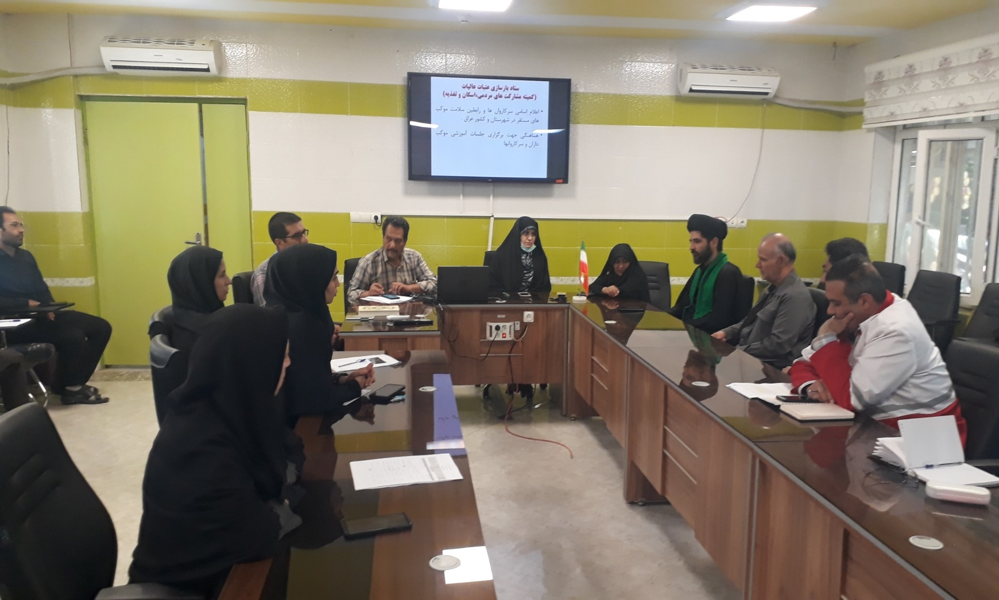 ستاد بازسازی عتبات عالیات
(کمیته مشارکت های مردمی،اسکان و تغذیه)
• اعلام اسامی سرکاروان ها و رابطین سلامت موکب
های مستقر در شهرستان و کشور عراق .
• هماهنگی جهت برگزاری جلسات آموزشی موکب
داران و سرکاروانها